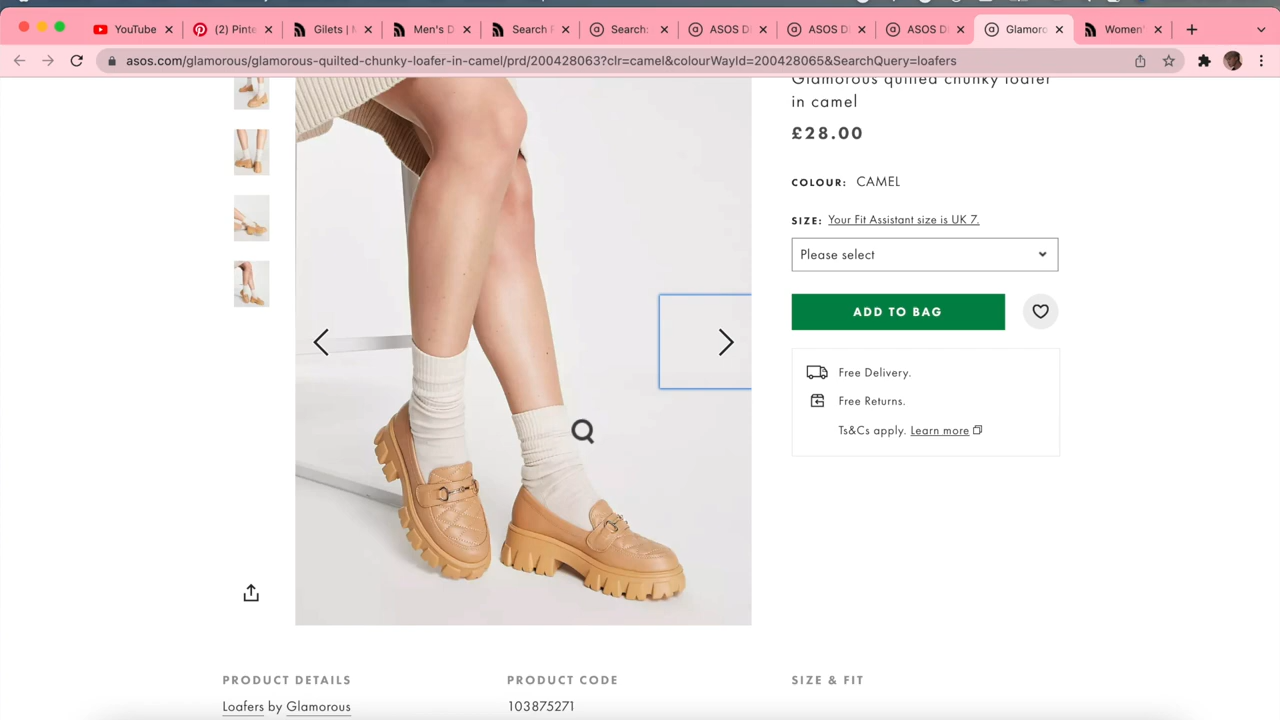 YouTube
(2) Pinte
Gilets | M
Men's D
Search R
Search:
ASOS D
ASOS D
ASOS D
Glamoro
Women'
asos.com/glamorous/glamorous-quilted-chunky-loafer-in-camel/prd/200428063?clr=camel&colourWayId=200428065&SearchQuery=loafers
Glamorous quilted chunky loafer
in camel
£28.00
COLOUR: CAMEL
SIZE: Your Fit Assistant size is UK 7.
Please select
ADD TO BAG
Free Delivery.
Free Returns.
Ts&Cs apply. Learn more
PRODUCT DETAILS
Loafers by Glamorous
PRODUCT CODE
103875271
SIZE & FIT